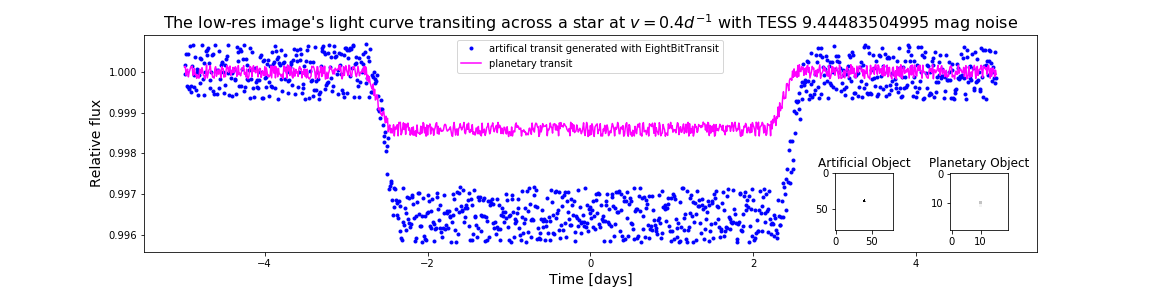 The low-res image's light curve transiting across a star at v = 0.4d⁻¹ with TESS 9.44483504995 mag noise
artifical transit generated with EightBitTransit
planetary transit
Relative flux
1.000
0.999
0.998
0.997
0.996
Artificial Object
Planetary Object
0
50
0
50
0
10
0
10
−4
−2
0
2
4
Time [days]